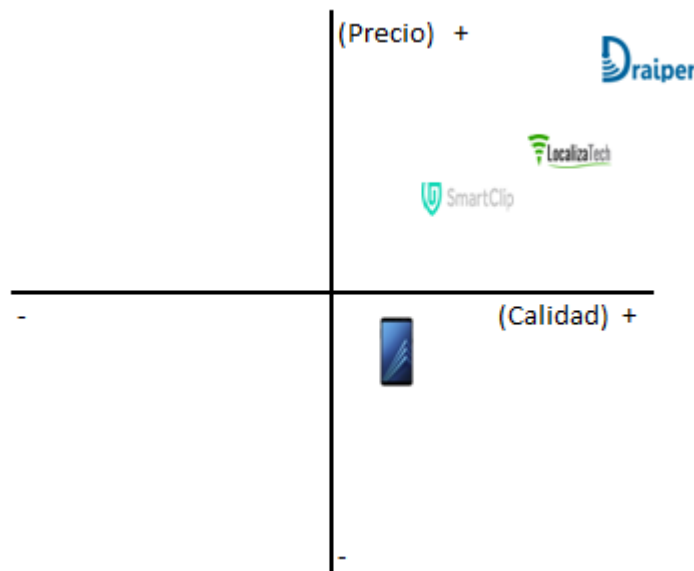 (Precio) +
Draiper
LocalizaTech
SmartClip
- (Calidad) +
-